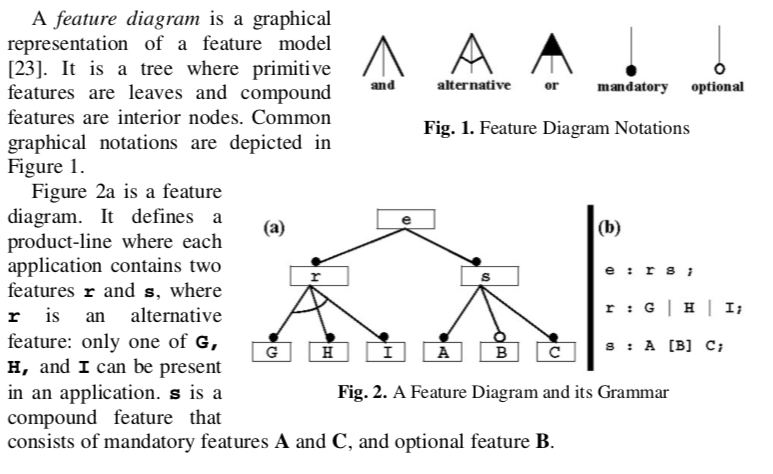 A feature diagram is a graphical
representation of a feature model
[23]. It is a tree where primitive
features are leaves and compound
features are interior nodes. Common
graphical notations are depicted in
Figure 1.
and alternative or mandatory optional
Fig. 1. Feature Diagram Notations
Figure 2a is a feature
diagram. It defines a
product-line where each
application contains two
features r and s, where
r is an alternative
feature: only one of G,
H, and I can be present
in an application. s is a
compound feature that
consists of mandatory features A and C, and optional feature B.
(a)
e
r s
G H I A B C
(b)
e : r s ;
r : G | H | I;
s : A [B] C;
Fig. 2. A Feature Diagram and its Grammar